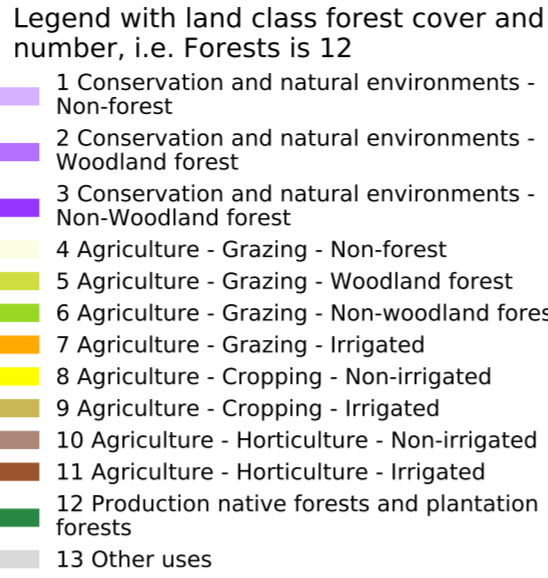 Legend with land class forest cover and
number, i.e. Forests is 12
1 Conservation and natural environments -
Non-forest
2 Conservation and natural environments -
Woodland forest
3 Conservation and natural environments -
Non-Woodland forest
4 Agriculture - Grazing - Non-forest
5 Agriculture - Grazing - Woodland forest
6 Agriculture - Grazing - Non-woodland fores
7 Agriculture - Grazing - Irrigated
8 Agriculture - Cropping - Non-irrigated
9 Agriculture - Cropping - Irrigated
10 Agriculture - Horticulture - Non-irrigated
11 Agriculture - Horticulture - Irrigated
12 Production native forests and plantation
forests
13 Other uses